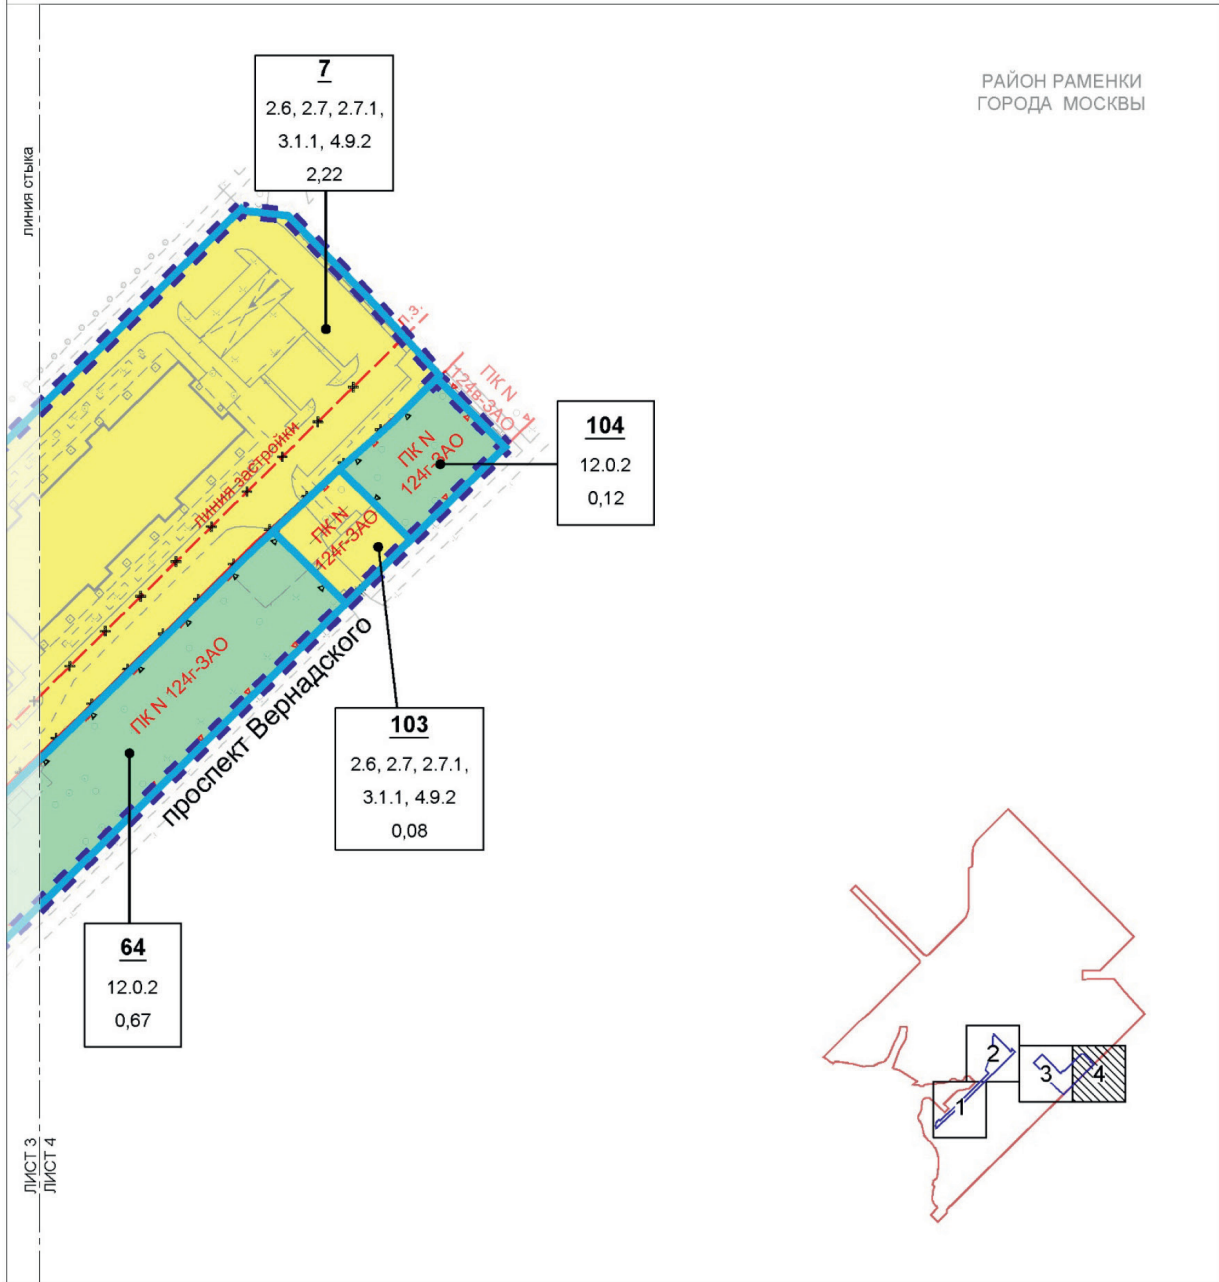 7
2.6, 2.7, 2.7.1,
3.1.1, 4.9.2
2,22
РАЙОН РАМЕНКИ
ГОРОДА МОСКВЫ
линия стыка
П.З.
ПК N
124в-ЗАО
104
12.0.2
0,12
ПК N
124г-ЗАО
линия застройки
ПК N
124г-ЗАО
ПК N 124г-ЗАО
проспект Вернадского
103
2.6, 2.7, 2.7.1,
3.1.1, 4.9.2
0,08
64
12.0.2
0,67
2
3
4
1
ЛИСТ 3
ЛИСТ 4